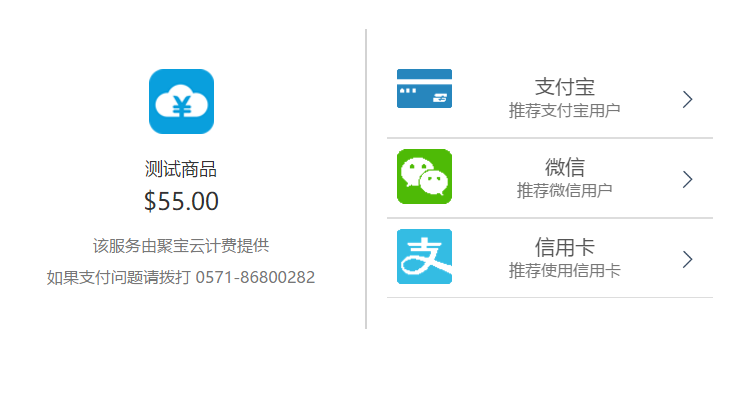 测试商品
$55.00
该服务由聚宝云计费提供
如果支付问题请拨打 0571-86800282
支付宝
推荐支付宝用户
微信
推荐微信用户
支
信用卡
推荐使用信用卡